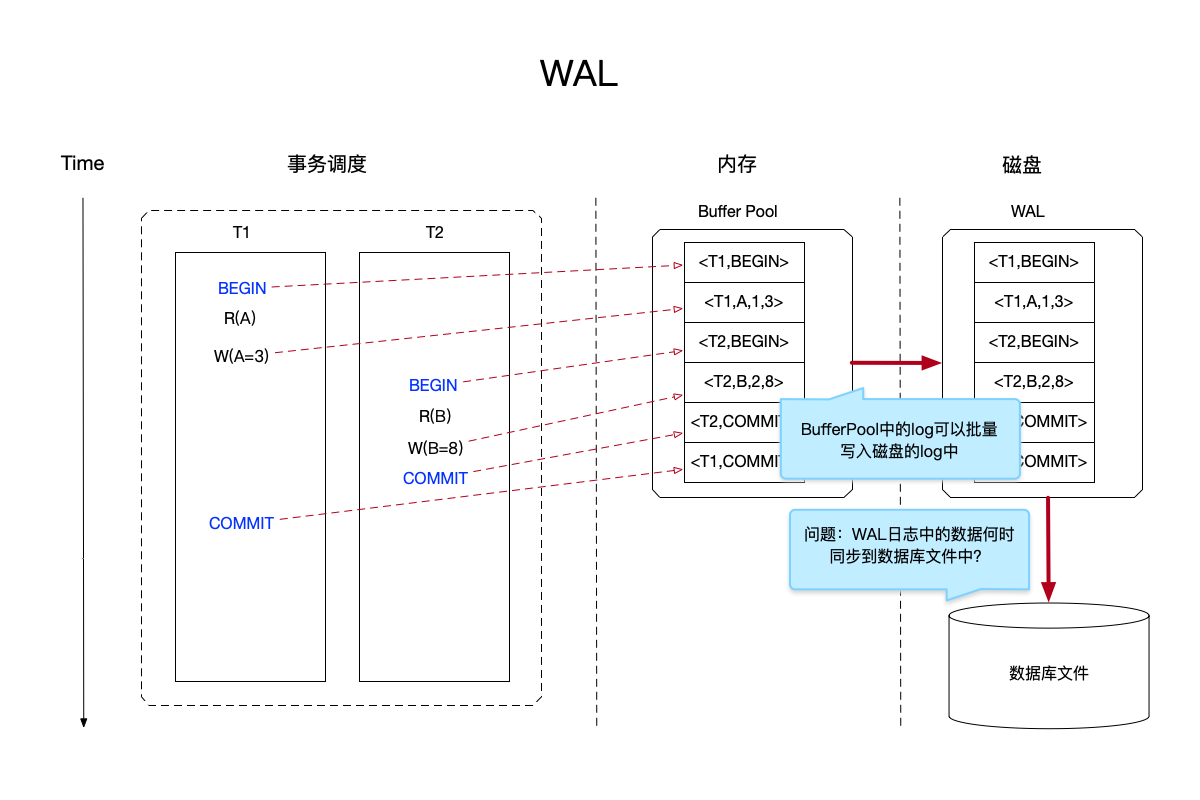 WAL
Time
事务调度
内存
磁盘
Buffer Pool
WAL
T1
T2
BEGIN
R(A)
W(A=3)
BEGIN
R(B)
W(B=8)
COMMIT
COMMIT
<T1,BEGIN>
<T1,A,1,3>
<T2,BEGIN>
<T2,B,2,8>
<T2,COMMI
<T1,COMMI
<T1,BEGIN>
<T1,A,1,3>
<T2,BEGIN>
<T2,B,2,8>
COMMIT>
COMMIT>
BufferPool中的log可以批量
写入磁盘的log中
问题：WAL日志中的数据何时
同步到数据库文件中?
数据库文件